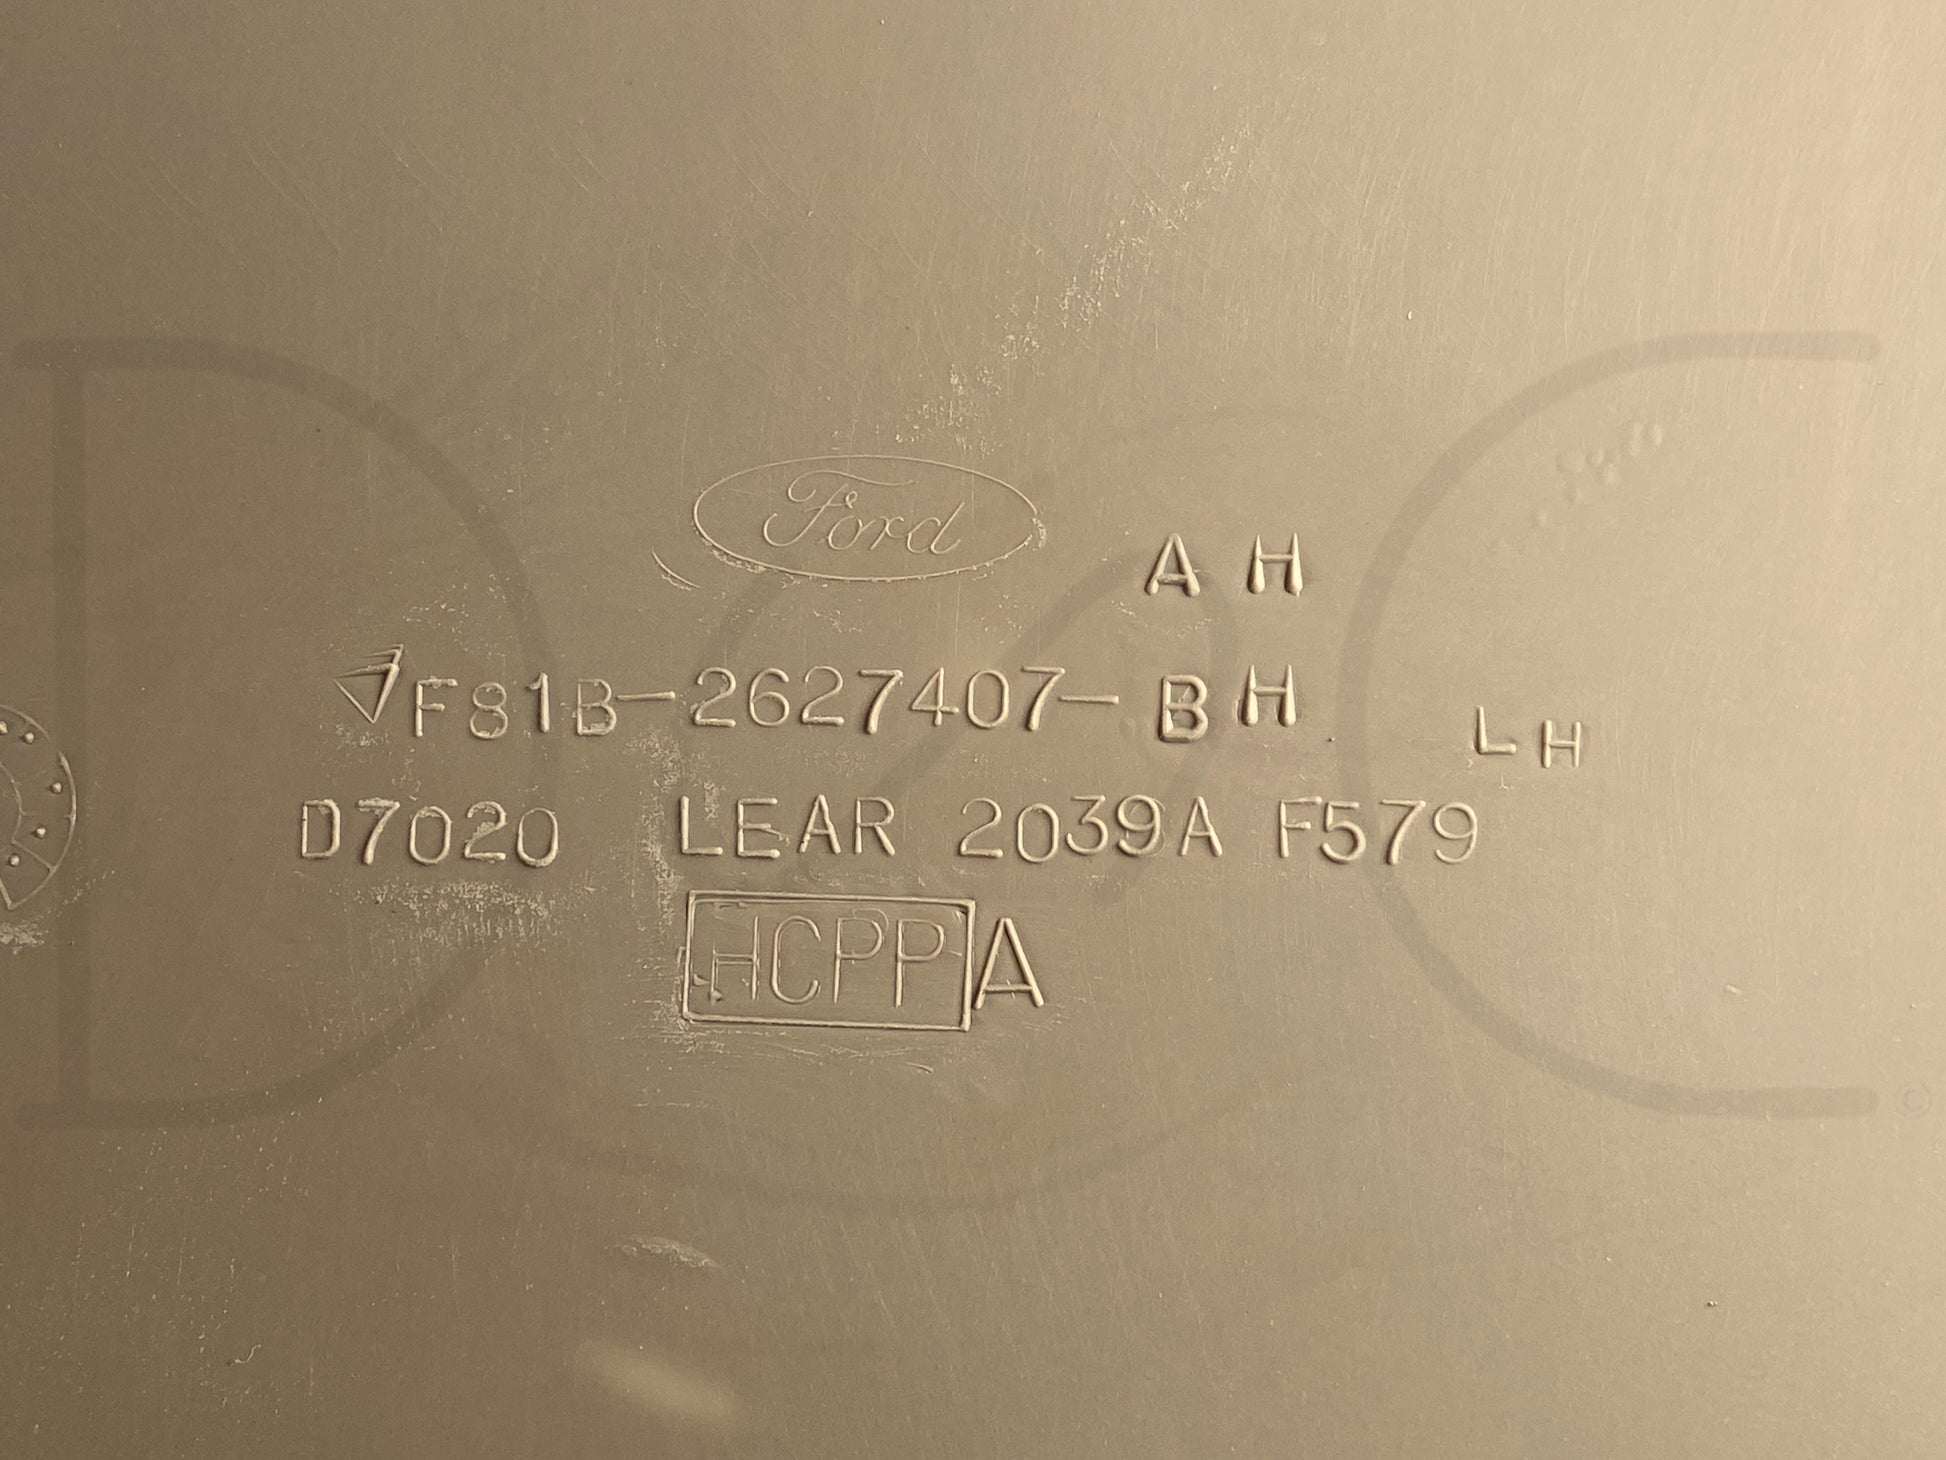 Ford
A H
F81B-2627407-BH
LH
D7020 LEAR 2039A F579
HCPP A
D&C
©